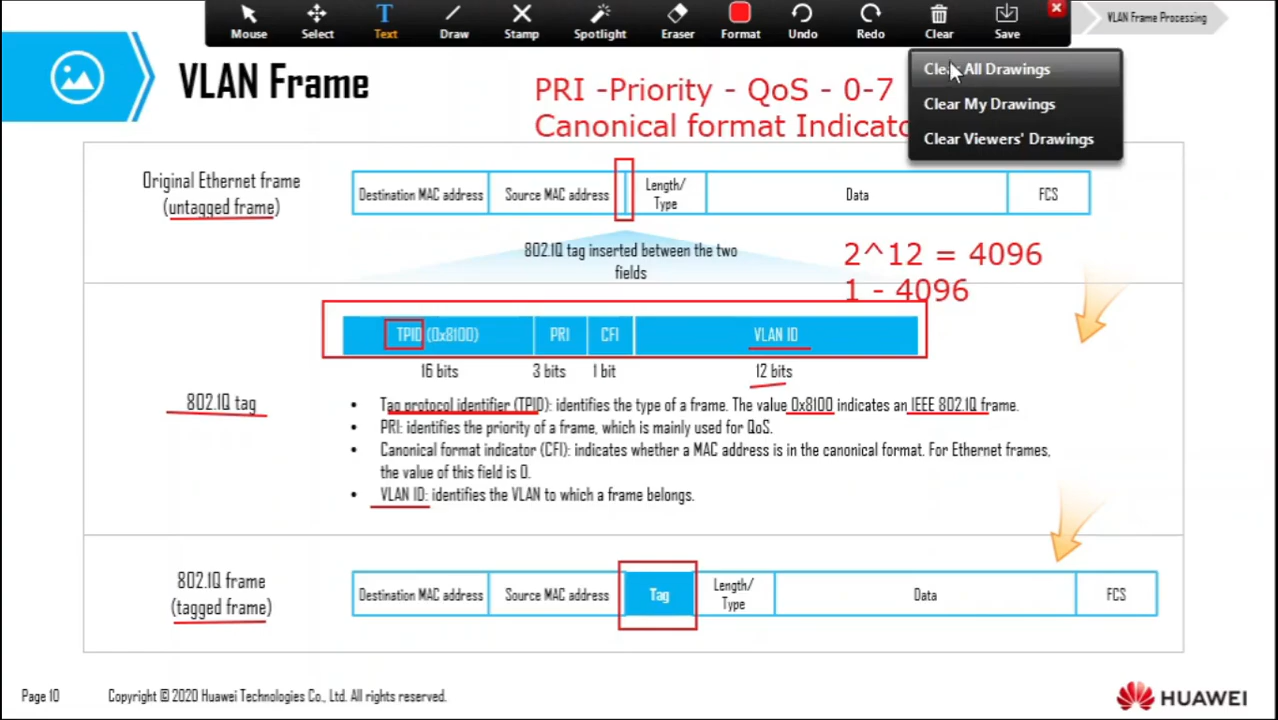 Mouse
Select
Text
Draw
Stamp
Spotlight
Eraser
Format
Undo
Redo
Clear
Save
VLAN Frame Processing
Clear All Drawings
Clear My Drawings
Clear Viewers' Drawings
VLAN Frame
PRI -Priority - QoS - 0-7
Canonical format Indicato
Original Ethernet frame
(untagged frame)
Destination MAC address
Source MAC address
Length/
Type
Data
FCS
802.1Q tag inserted between the two
fields
2^12 = 4096
1 - 4096
TPID (0x8100)
PRI
CFI
VLAN ID
16 bits
3 bits
1 bit
12 bits
802.1Q tag
• Tag protocol identifier (TPID): identifies the type of a frame. The value 0x8100 indicates an IEEE 802.1Q frame.
• PRI: identifies the priority of a frame, which is mainly used for QoS.
• Canonical format indicator (CFI): indicates whether a MAC address is in the canonical format. For Ethernet frames,
the value of this field is 0.
• VLAN ID: identifies the VLAN to which a frame belongs.
802.1Q frame
(tagged frame)
Destination MAC address
Source MAC address
Tag
Length/
Type
Data
FCS
Page 10
Copyright © 2020 Huawei Technologies Co., Ltd. All rights reserved.
HUAWEI